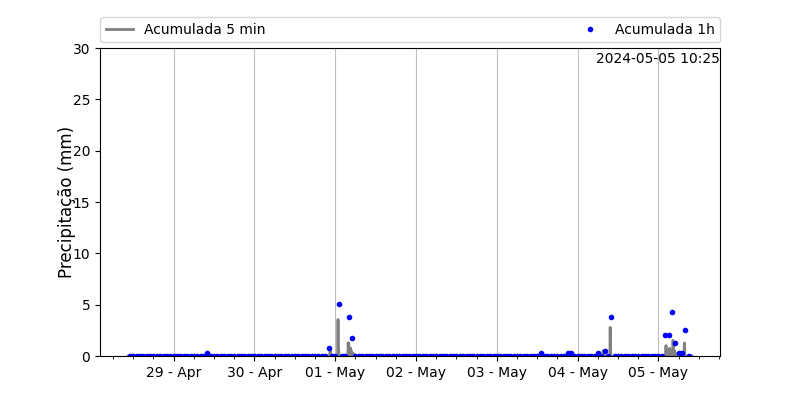 Acumulada 5 min
Acumulada 1h
2024-05-05 10:25
Precipitação (mm)
30
25
20
15
10
5
0
29 - Apr
30 - Apr
01 - May
02 - May
03 - May
04 - May
05 - May